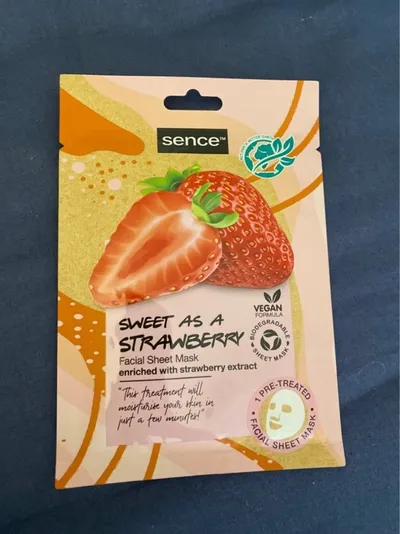 sence™
SWEET AS A
STRAWBERRY
Facial Sheet Mask
enriched with strawberry extract
"This treatment will
moisturise your skin in
just a few minutes!"
VEGAN
FORMULA
BIODEGRADABLE
SHEET MASK
1 PRE-TREATED
• FACIAL SHEET MASK •